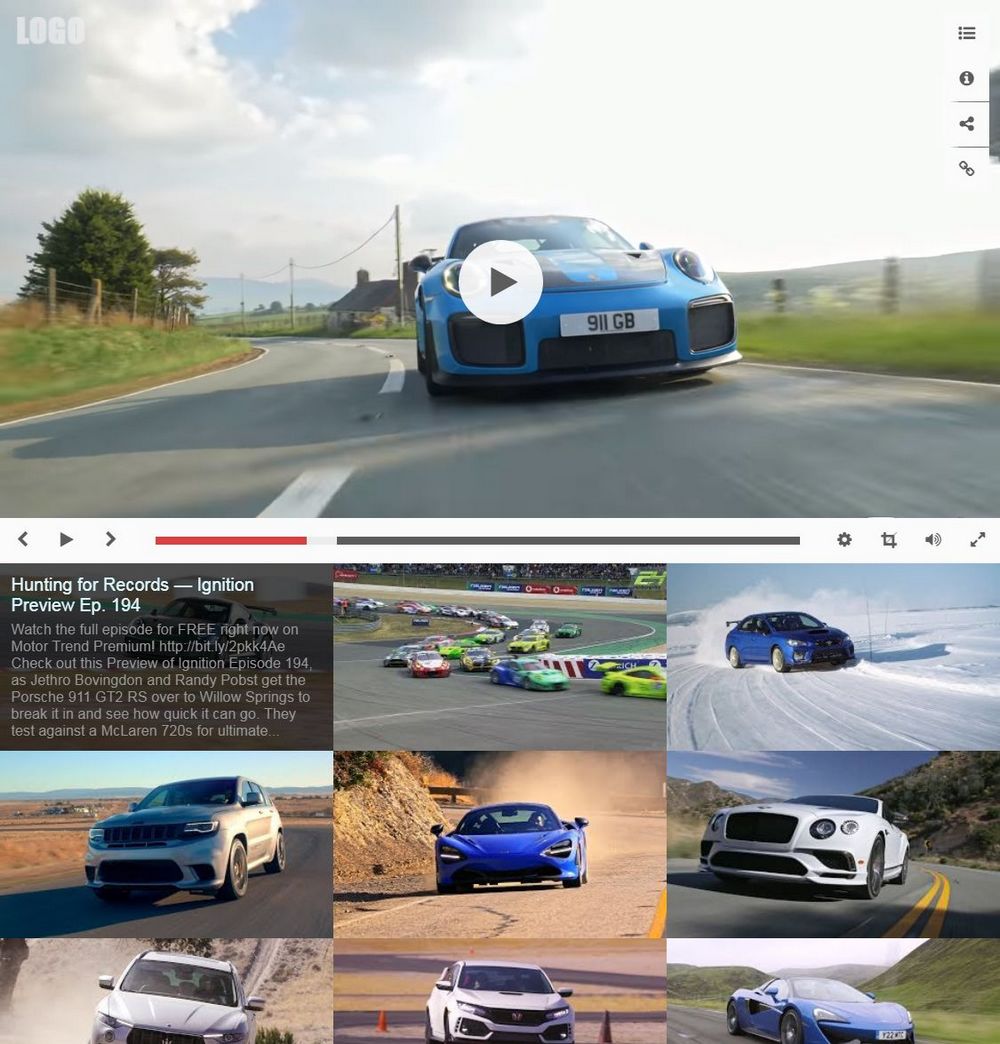 LOGO
911 GB
Hunting for Records — Ignition
Preview Ep. 194
Watch the full episode for FREE right now on
Motor Trend Premium! http://bit.ly/2pkk4Ae
Check out this Preview of Ignition Episode 194,
as Jethro Bovingdon and Randy Pobst get the
Porsche 911 GT2 RS over to Willow Springs to
break it in and see how quick it can go. They
test against a McLaren 720s for ultimate...